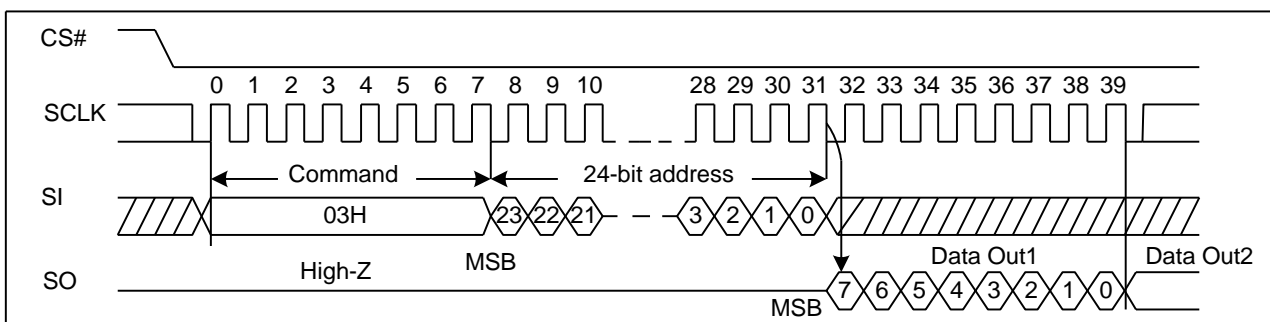 CS#
0 1 2 3 4 5 6 7 8 9 10 28 29 30 31 32 33 34 35 36 37 38 39
SCLK
Command 24-bit address
SI
03H 23 22 21 3 2 1 0
High-Z MSB Data Out1 Data Out2
SO
MSB 7 6 5 4 3 2 1 0